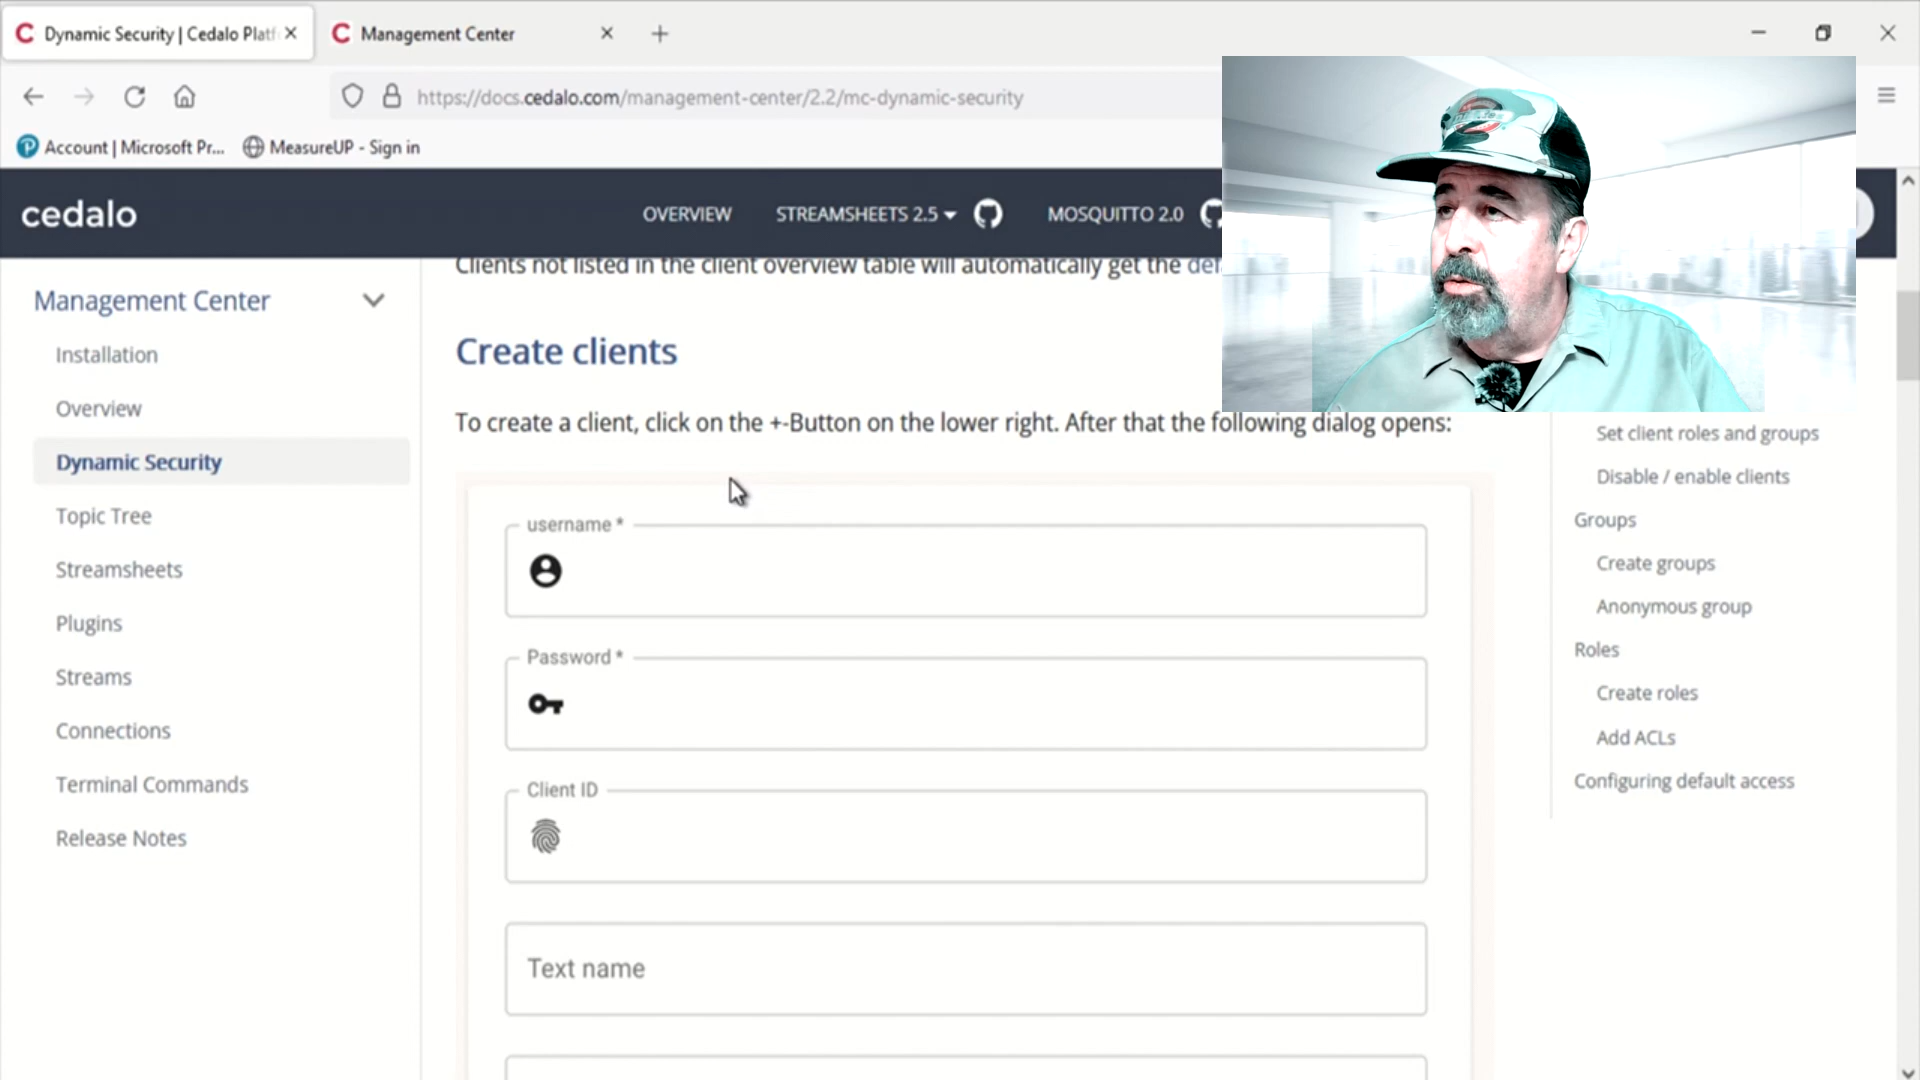 Dynamic Security | Cedalo Platf
Management Center
https://docs.cedalo.com/management-center/2.2/mc-dynamic-security
Account | Microsoft Pr...
MeasureUP - Sign in
cedalo
OVERVIEW
STREAMSHEETS 2.5
MOSQUITTO 2.0
Management Center
Installation
Overview
Dynamic Security
Topic Tree
Streamsheets
Plugins
Streams
Connections
Terminal Commands
Release Notes
Clients not listed in the client overview table will automatically get the
Create clients
To create a client, click on the +-Button on the lower right. After that the following dialog opens:
username *
Password *
Client ID
Text name
Set client roles and groups
Disable / enable clients
Groups
Create groups
Anonymous group
Roles
Create roles
Add ACLs
Configuring default access